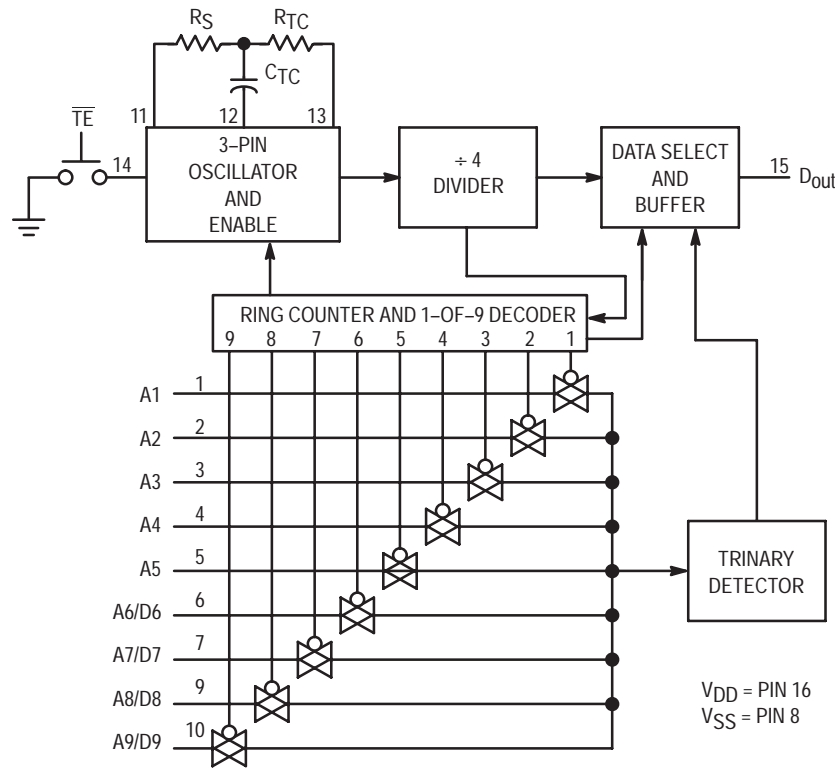 RS
RTC
CTC
11
12
13
TE
14
3–PIN
OSCILLATOR
AND
ENABLE
÷ 4
DIVIDER
DATA SELECT
AND
BUFFER
15
Dout
RING COUNTER AND 1–OF–9 DECODER
9 8 7 6 5 4 3 2 1
A1 1
A2 2
A3 3
A4 4
A5 5
A6/D6 6
A7/D7 7
A8/D8 9
A9/D9 10
TRINARY
DETECTOR
VDD = PIN 16
VSS = PIN 8